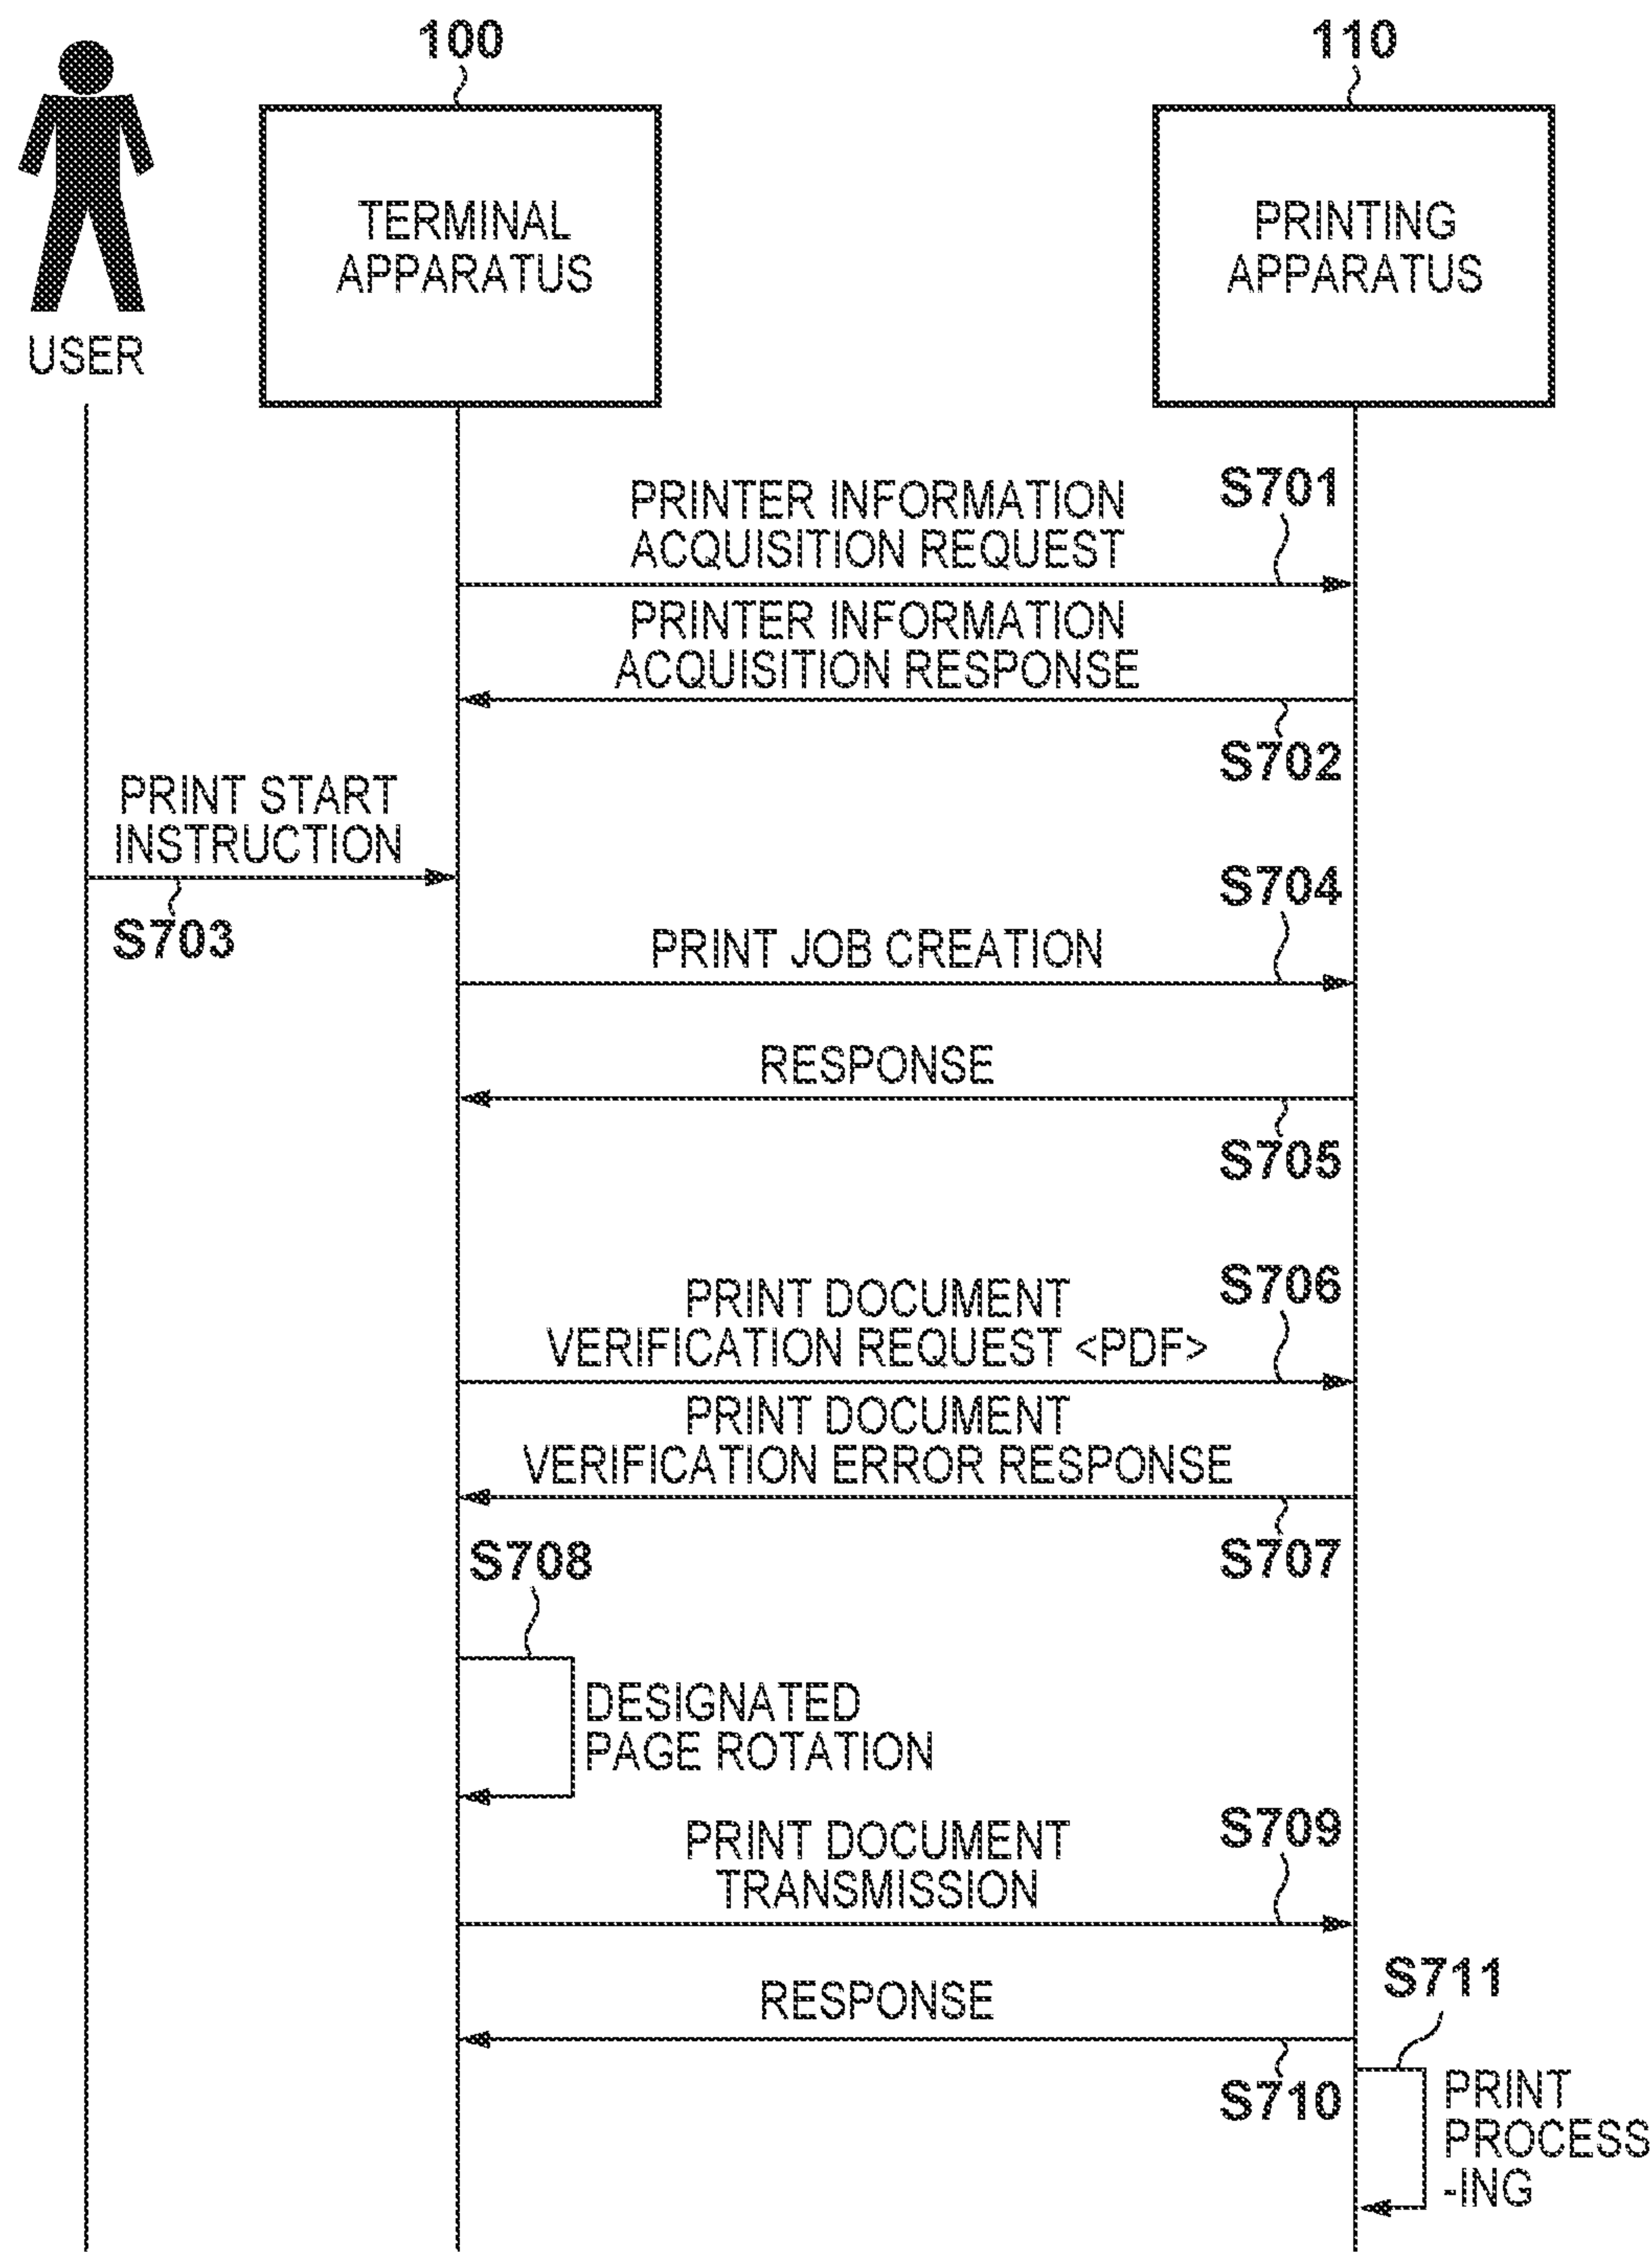 100
110
TERMINAL
APPARATUS
PRINTING
APPARATUS
USER
PRINTER INFORMATION
ACQUISITION REQUEST
S701
PRINTER INFORMATION
ACQUISITION RESPONSE
S702
PRINT START
INSTRUCTION
S703
S704
PRINT JOB CREATION
RESPONSE
S705
S706
PRINT DOCUMENT
VERIFICATION REQUEST <PDF>
PRINT DOCUMENT
VERIFICATION ERROR RESPONSE
S707
S708
DESIGNATED
PAGE ROTATION
S709
PRINT DOCUMENT
TRANSMISSION
RESPONSE
S710
S711
PRINT
PROCESS
-ING